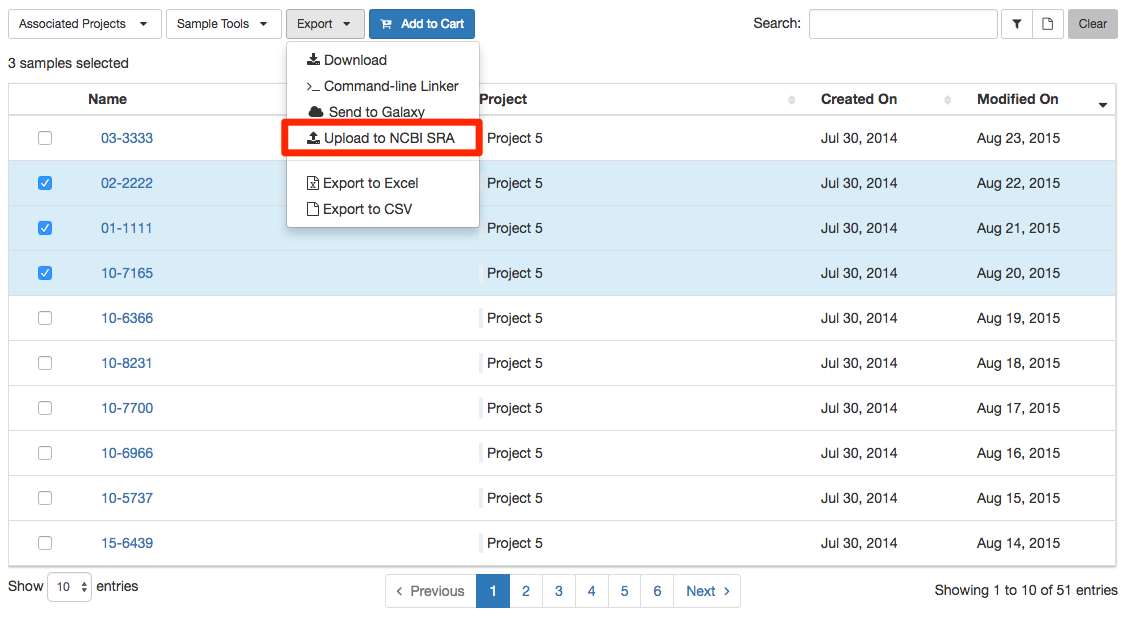 Associated Projects Sample Tools Export Add to Cart Search: Clear
3 samples selected
Download
Command-line Linker
Send to Galaxy
Upload to NCBI SRA
Export to Excel
Export to CSV
Name Project Created On Modified On
03-3333 Project 5 Jul 30, 2014 Aug 23, 2015
02-2222 Project 5 Jul 30, 2014 Aug 22, 2015
01-1111 Project 5 Jul 30, 2014 Aug 21, 2015
10-7165 Project 5 Jul 30, 2014 Aug 20, 2015
10-6366 Project 5 Jul 30, 2014 Aug 19, 2015
10-8231 Project 5 Jul 30, 2014 Aug 18, 2015
10-7700 Project 5 Jul 30, 2014 Aug 17, 2015
10-6966 Project 5 Jul 30, 2014 Aug 16, 2015
10-5737 Project 5 Jul 30, 2014 Aug 15, 2015
15-6439 Project 5 Jul 30, 2014 Aug 14, 2015
Show 10 entries Previous 1 2 3 4 5 6 Next Showing 1 to 10 of 51 entries